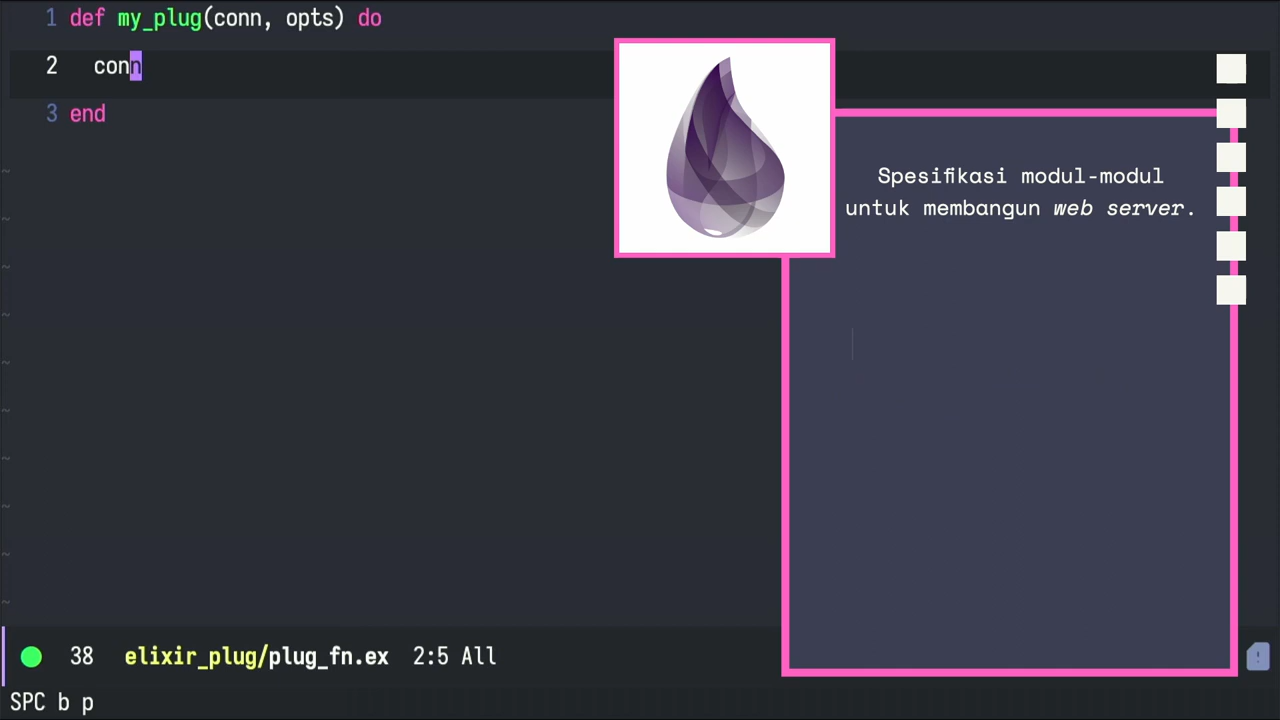 1 def my_plug(conn, opts) do
2 conn
3 end
Spesifikasi modul-modul
untuk membangun web server.
~
~
~
~
~
~
~
~
~
~
38 elixir_plug/plug_fn.ex 2:5 All
SPC b p